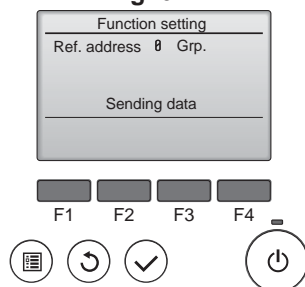 Function setting
Ref. address 0 Grp.
Sending data
F1 F2 F3 F4